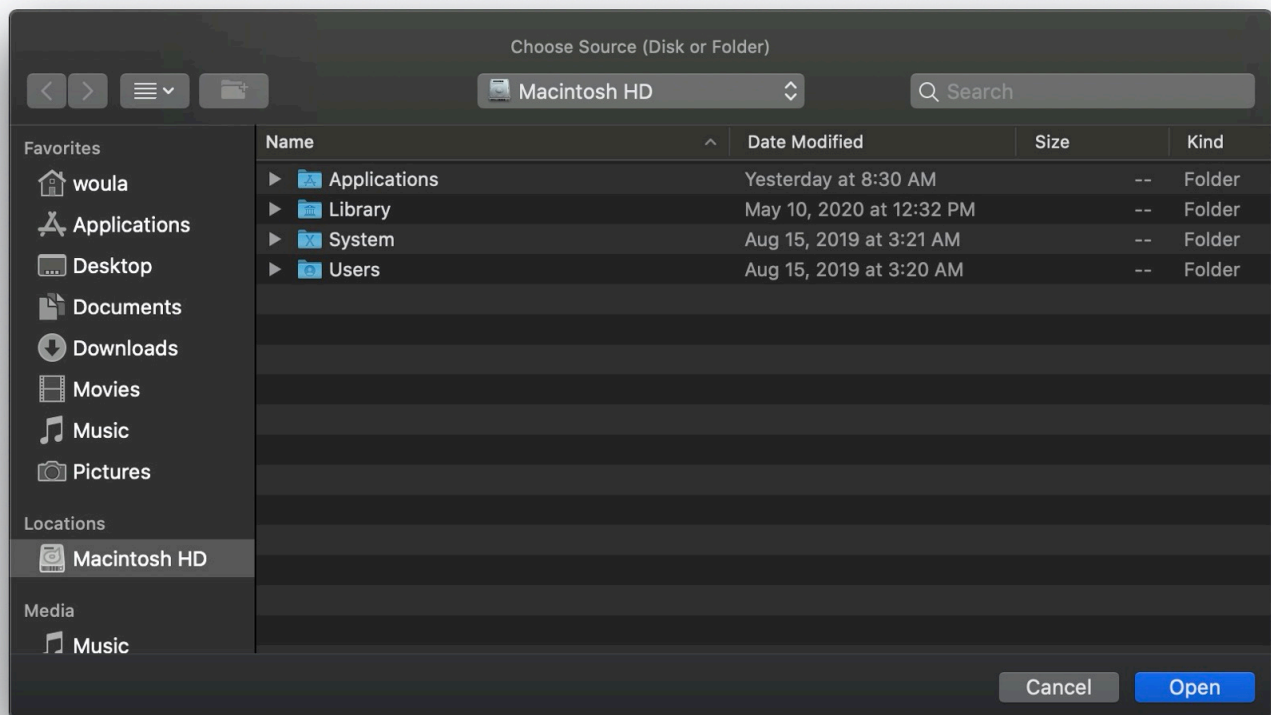 Choose Source (Disk or Folder)
Macintosh HD
Search
Favorites
woula
Applications
Desktop
Documents
Downloads
Movies
Music
Pictures
Locations
Macintosh HD
Media
Music
Name Date Modified Size Kind
Applications Yesterday at 8:30 AM -- Folder
Library May 10, 2020 at 12:32 PM -- Folder
System Aug 15, 2019 at 3:21 AM -- Folder
Users Aug 15, 2019 at 3:20 AM -- Folder
Cancel Open